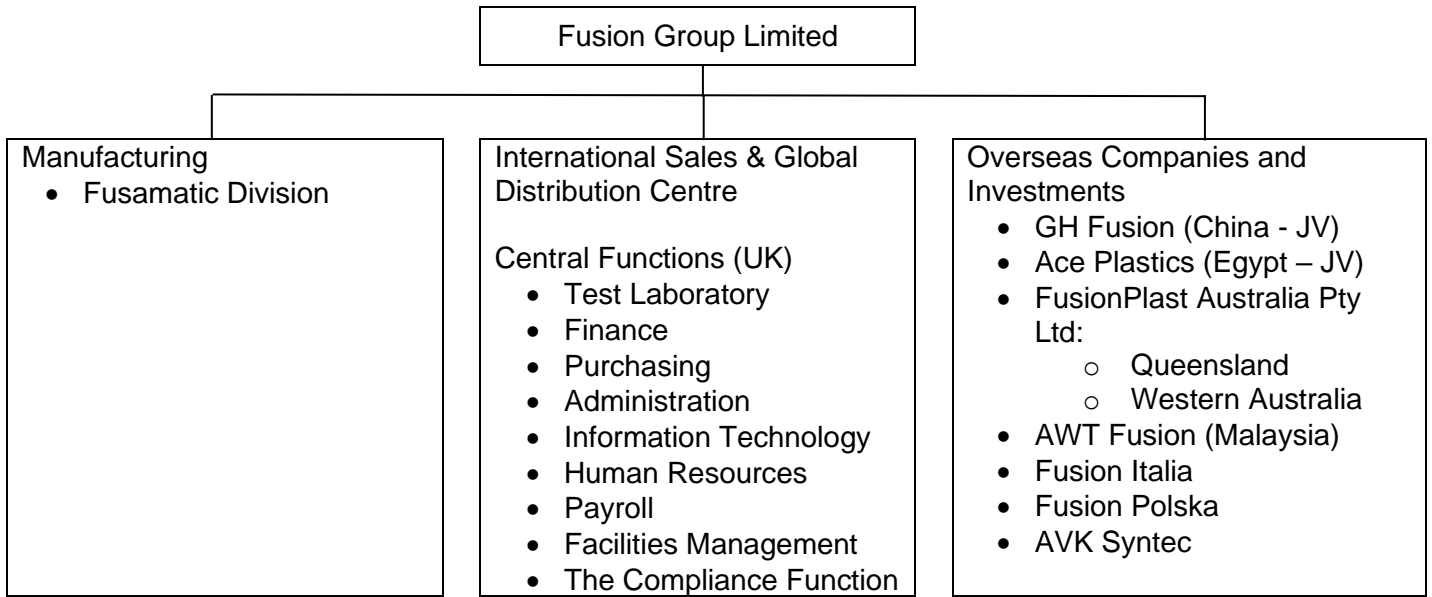 Fusion Group Limited
Manufacturing
• Fusamatic Division
International Sales & Global
Distribution Centre
Central Functions (UK)
• Test Laboratory
• Finance
• Purchasing
• Administration
• Information Technology
• Human Resources
• Payroll
• Facilities Management
• The Compliance Function
Overseas Companies and
Investments
• GH Fusion (China - JV)
• Ace Plastics (Egypt – JV)
• FusionPlast Australia Pty
Ltd:
o Queensland
o Western Australia
• AWT Fusion (Malaysia)
• Fusion Italia
• Fusion Polska
• AVK Syntec